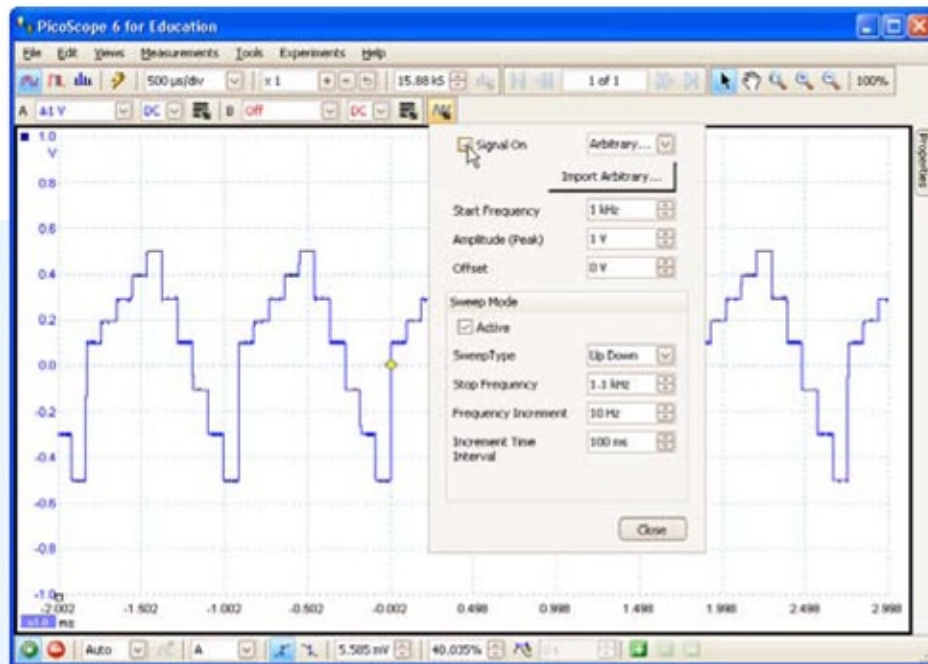 PicoScope 6 for Education
File Edit Views Measurements Tools Experiments Help
500 µs/div x 1 15.88 kS 1 of 1 100%
A ±1 V DC B Off DC
1.0
V
0.8
0.6
0.4
0.2
0.0
-0.2
-0.4
-0.6
-0.8
-1.0
Signal On Arbitrary...
Import Arbitrary...
Start Frequency 1 kHz
Amplitude (Peak) 1 V
Offset 0 V
Sweep Mode
Active
SweepType Up Down
Stop Frequency 1.1 kHz
Frequency Increment 10 Hz
Increment Time 100 ms
Interval
Close
Properties
-2.002 -1.502 -1.002 -0.502 -0.002 0.498 0.998 1.498 1.998 2.498 2.998
x1.0 ms
Auto A 5.585 mV 40.035%